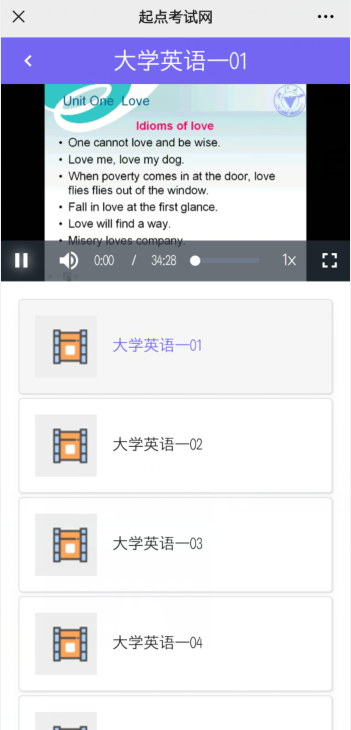 起点考试网
大学英语一01
Unit One Love
Idioms of love
• One cannot love and be wise.
• Love me, love my dog.
• When poverty comes in at the door, love
flies flies out of the window.
• Fall in love at the first glance.
• Love will find a way.
• Misery loves company.
0:00 / 34:28 1x
大学英语一01
大学英语一02
大学英语一03
大学英语一04